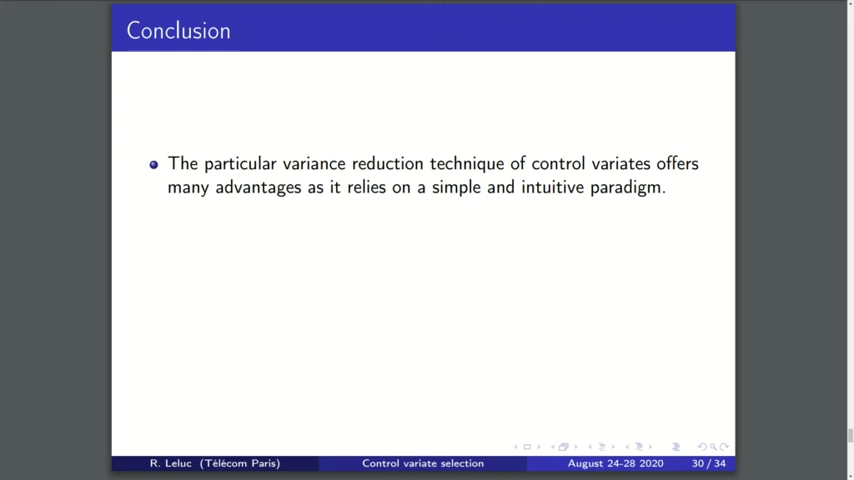 Conclusion
The particular variance reduction technique of control variates offers
many advantages as it relies on a simple and intuitive paradigm.
R. Leluc (Télécom Paris) Control variate selection August 24-28 2020 30 / 34